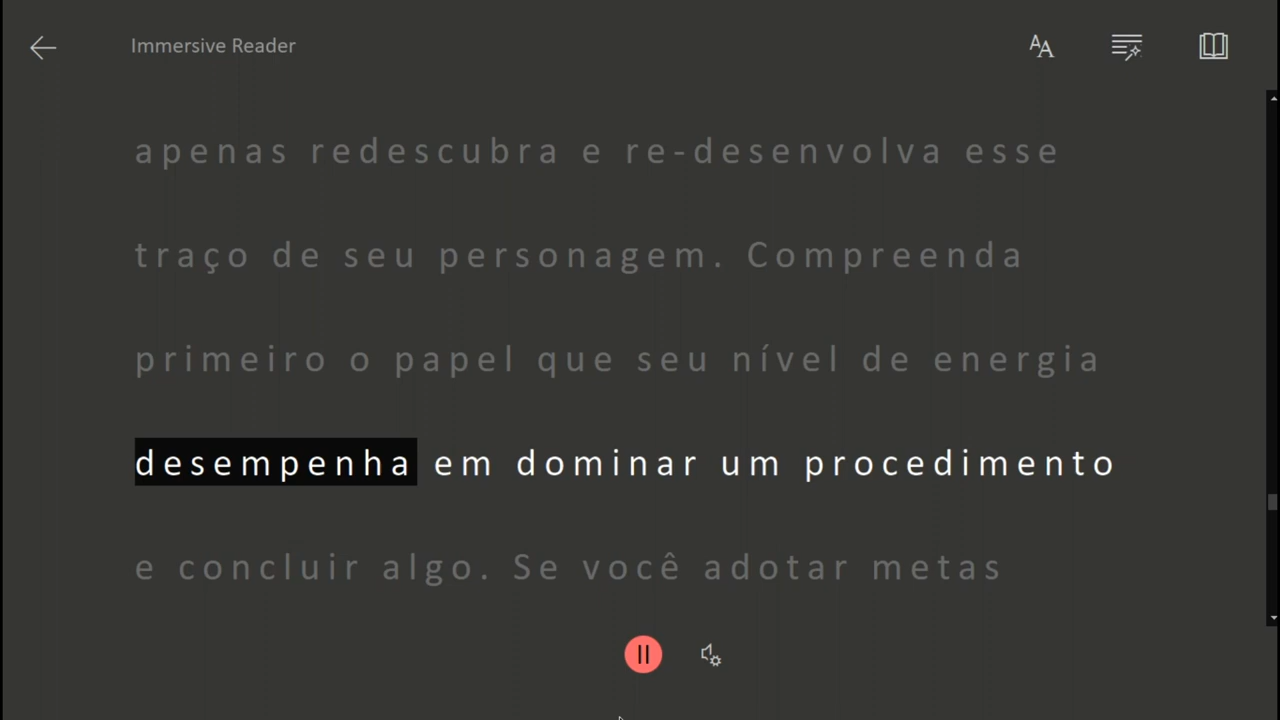 Immersive Reader
apenas redescubra e re-desenvolva esse
traço de seu personagem. Compreenda
primeiro o papel que seu nível de energia
desempenha em dominar um procedimento
e concluir algo. Se você adotar metas